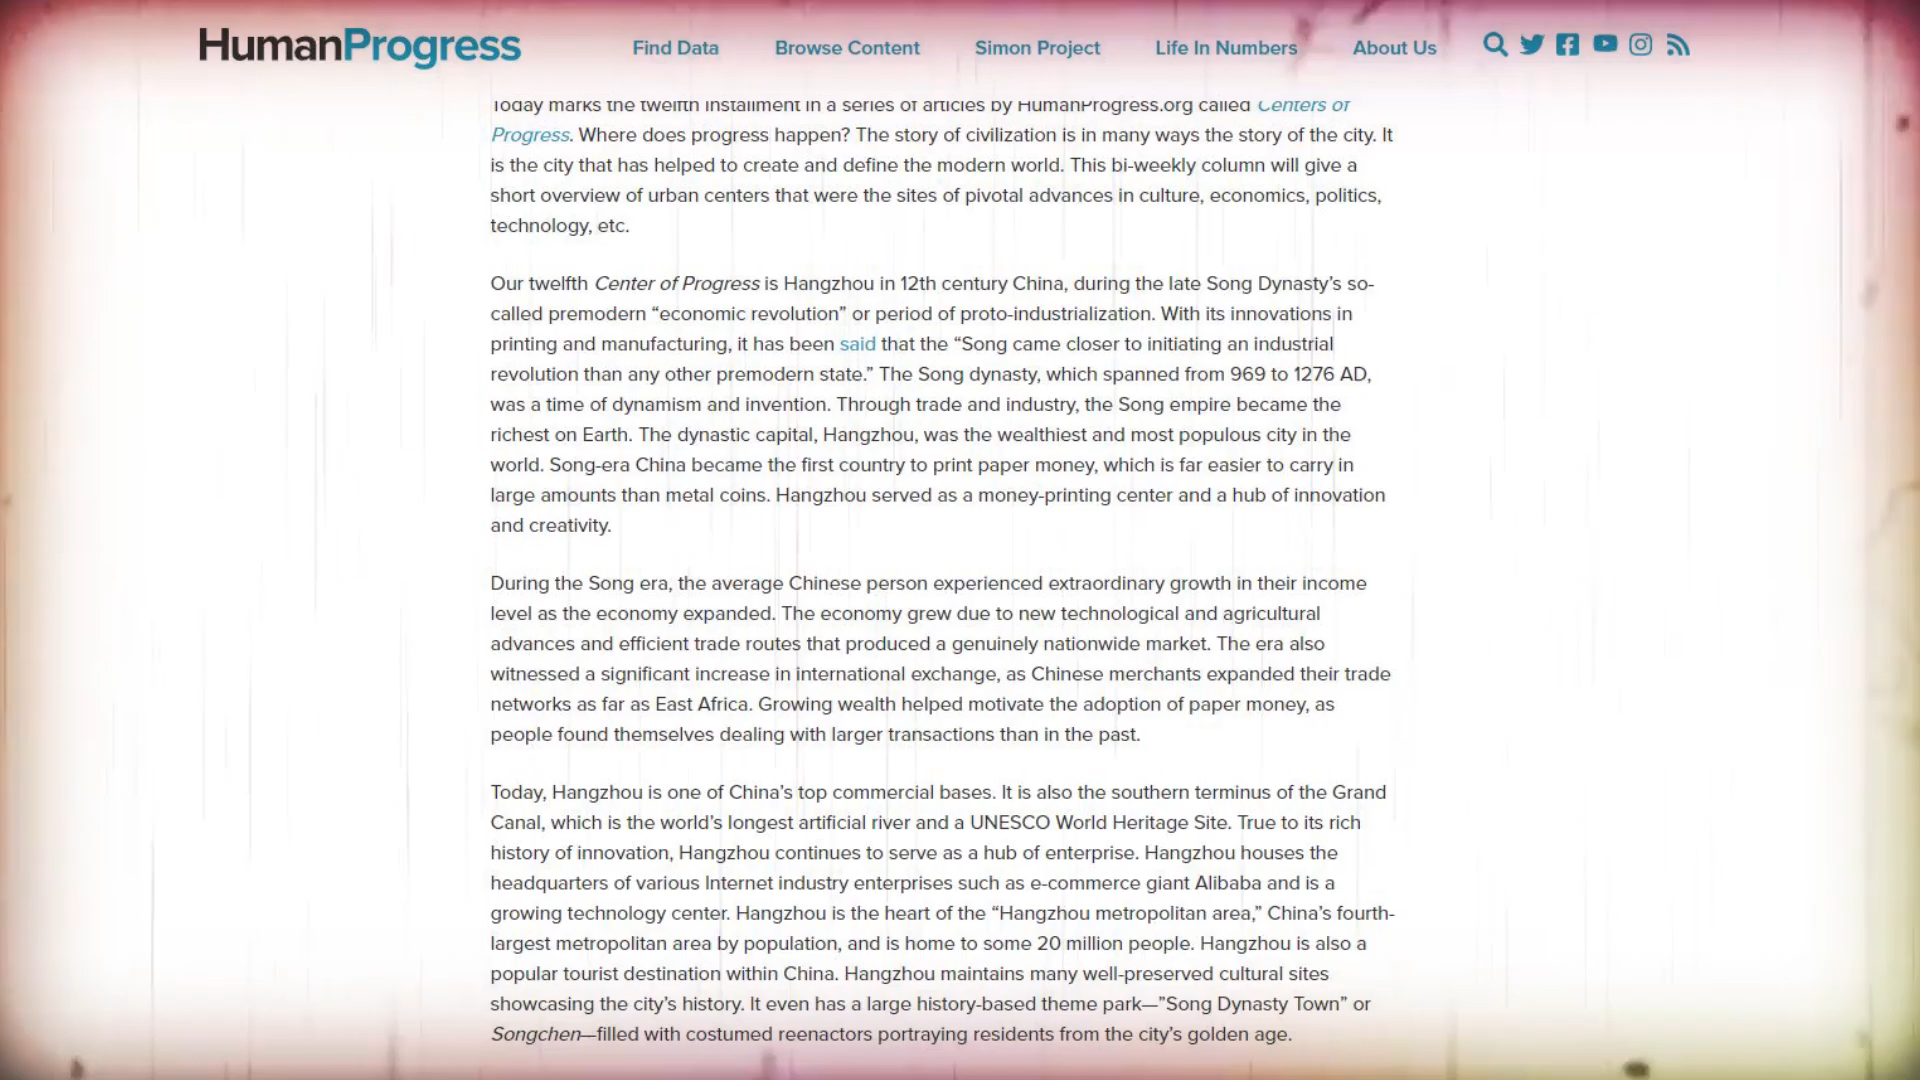 HumanProgress
Find Data Browse Content Simon Project Life In Numbers About Us
Today marks the twelfth installment in a series of articles by HumanProgress.org called Centers of
Progress. Where does progress happen? The story of civilization is in many ways the story of the city. It
is the city that has helped to create and define the modern world. This bi-weekly column will give a
short overview of urban centers that were the sites of pivotal advances in culture, economics, politics,
technology, etc.
Our twelfth Center of Progress is Hangzhou in 12th century China, during the late Song Dynasty’s so-
called premodern “economic revolution” or period of proto-industrialization. With its innovations in
printing and manufacturing, it has been said that the “Song came closer to initiating an industrial
revolution than any other premodern state.” The Song dynasty, which spanned from 969 to 1276 AD,
was a time of dynamism and invention. Through trade and industry, the Song empire became the
richest on Earth. The dynastic capital, Hangzhou, was the wealthiest and most populous city in the
world. Song-era China became the first country to print paper money, which is far easier to carry in
large amounts than metal coins. Hangzhou served as a money-printing center and a hub of innovation
and creativity.
During the Song era, the average Chinese person experienced extraordinary growth in their income
level as the economy expanded. The economy grew due to new technological and agricultural
advances and efficient trade routes that produced a genuinely nationwide market. The era also
witnessed a significant increase in international exchange, as Chinese merchants expanded their trade
networks as far as East Africa. Growing wealth helped motivate the adoption of paper money, as
people found themselves dealing with larger transactions than in the past.
Today, Hangzhou is one of China’s top commercial bases. It is also the southern terminus of the Grand
Canal, which is the world’s longest artificial river and a UNESCO World Heritage Site. True to its rich
history of innovation, Hangzhou continues to serve as a hub of enterprise. Hangzhou houses the
headquarters of various Internet industry enterprises such as e-commerce giant Alibaba and is a
growing technology center. Hangzhou is the heart of the “Hangzhou metropolitan area,” China’s fourth-
largest metropolitan area by population, and is home to some 20 million people. Hangzhou is also a
popular tourist destination within China. Hangzhou maintains many well-preserved cultural sites
showcasing the city’s history. It even has a large history-based theme park—”Song Dynasty Town” or
Songchen—filled with costumed reenactors portraying residents from the city’s golden age.